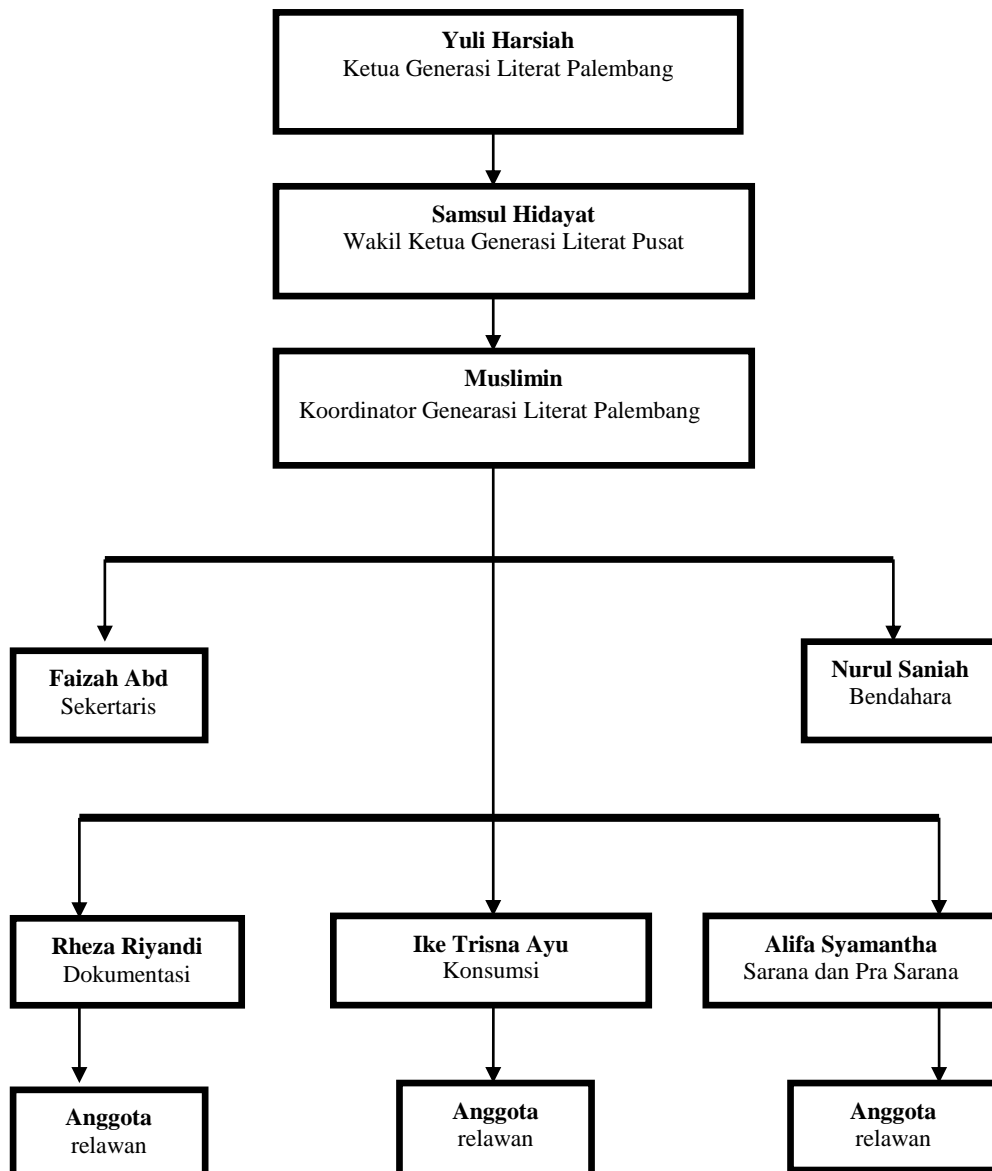 Yuli Harsiah
Ketua Generasi Literat Palembang
Samsul Hidayat
Wakil Ketua Generasi Literat Pusat
Muslimin
Koordinator Genearasi Literat Palembang
Faizah Abd
Sekertaris
Nurul Saniah
Bendahara
Rheza Riyandi
Dokumentasi
Ike Trisna Ayu
Konsumsi
Alifa Syamantha
Sarana dan Pra Sarana
Anggota
relawan
Anggota
relawan
Anggota
relawan